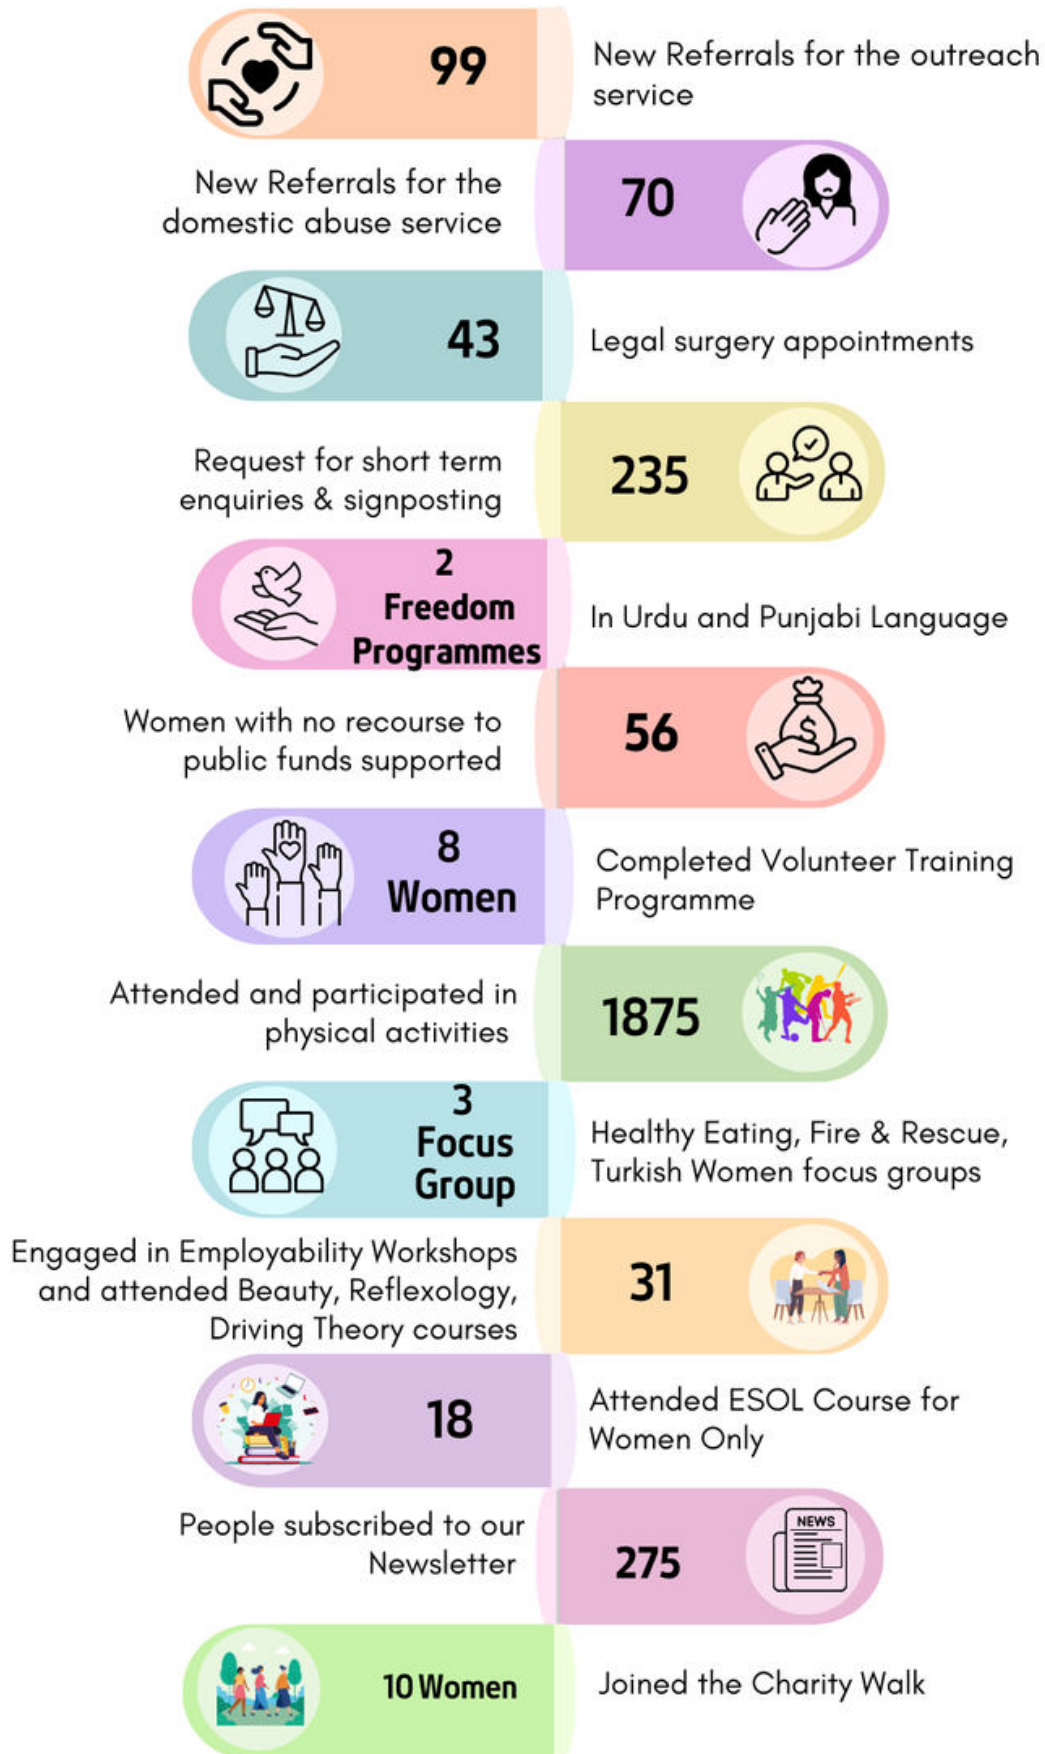 99
New Referrals for the outreach
service
New Referrals for the
domestic abuse service
70
43
Legal surgery appointments
Request for short term
enquiries & signposting
235
2
Freedom
Programmes
In Urdu and Punjabi Language
Women with no recourse to
public funds supported
56
$
8
Women
Completed Volunteer Training
Programme
Attended and participated in
physical activities
1875
3
Focus
Group
Healthy Eating, Fire & Rescue,
Turkish Women focus groups
Engaged in Employability Workshops
and attended Beauty, Reflexology,
Driving Theory courses
31
18
Attended ESOL Course for
Women Only
People subscribed to our
Newsletter
275
NEWS
10 Women
Joined the Charity Walk